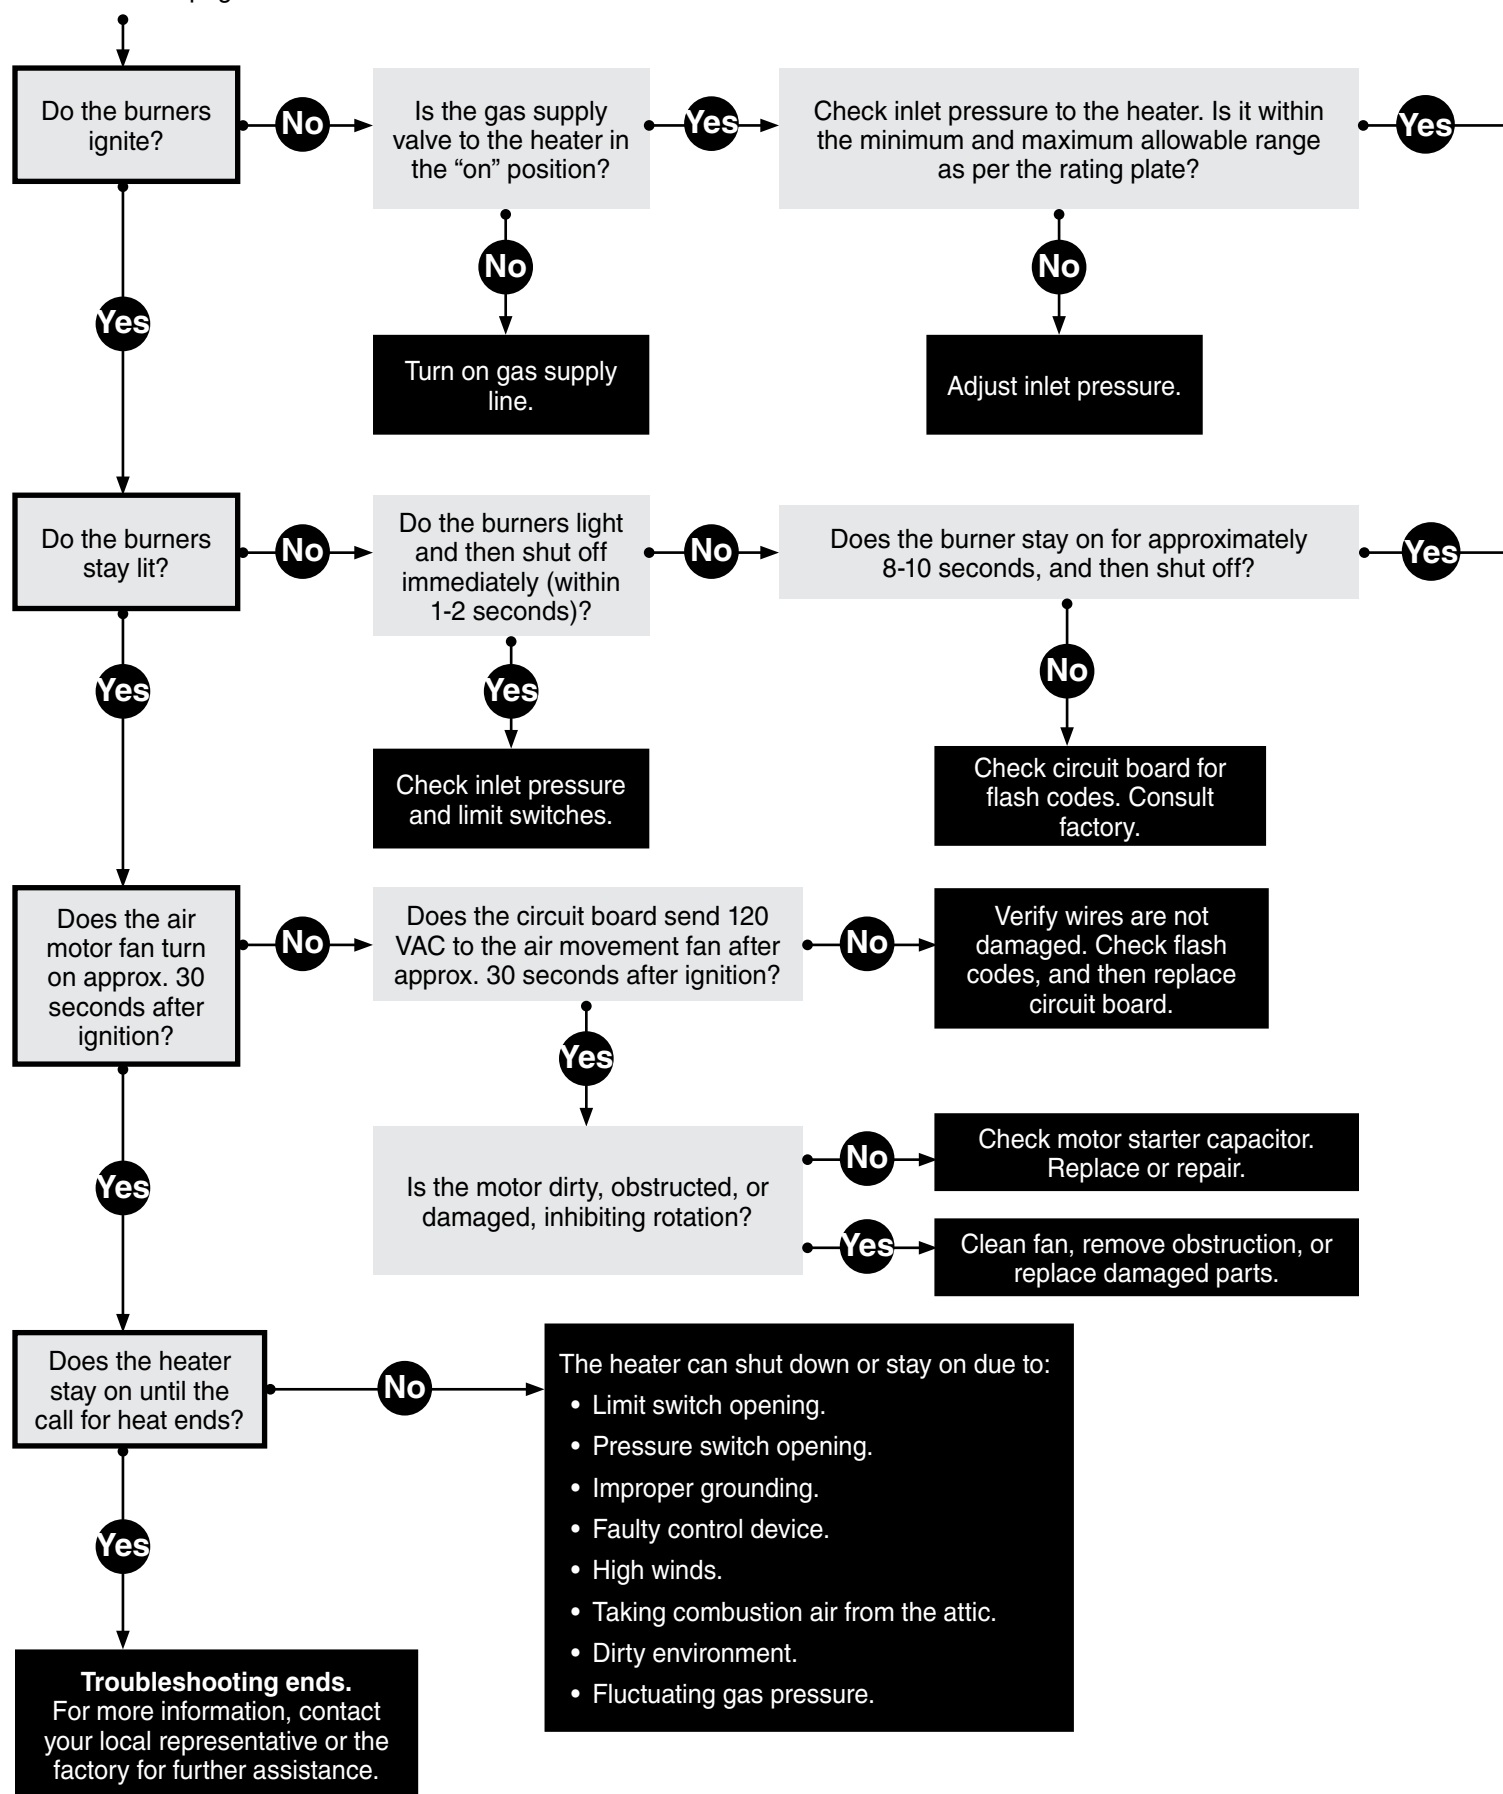 Do the burners
ignite?
No
Is the gas supply
valve to the heater in
the “on” position?
Yes
Check inlet pressure to the heater. Is it within
the minimum and maximum allowable range
as per the rating plate?
Yes
No
No
Yes
Turn on gas supply
line.
Adjust inlet pressure.
Do the burners
stay lit?
No
Do the burners light
and then shut off
immediately (within
1-2 seconds)?
No
Does the burner stay on for approximately
8-10 seconds, and then shut off?
Yes
Yes
Yes
No
Check inlet pressure
and limit switches.
Check circuit board for
flash codes. Consult
factory.
Does the air
motor fan turn
on approx. 30
seconds after
ignition?
No
Does the circuit board send 120
VAC to the air movement fan after
approx. 30 seconds after ignition?
No
Verify wires are not
damaged. Check flash
codes, and then replace
circuit board.
Yes
Yes
Is the motor dirty, obstructed, or
damaged, inhibiting rotation?
No
Check motor starter capacitor.
Replace or repair.
Yes
Clean fan, remove obstruction, or
replace damaged parts.
Does the heater
stay on until the
call for heat ends?
No
The heater can shut down or stay on due to:
• Limit switch opening.
• Pressure switch opening.
• Improper grounding.
• Faulty control device.
• High winds.
• Taking combustion air from the attic.
• Dirty environment.
• Fluctuating gas pressure.
Yes
Troubleshooting ends.
For more information, contact
your local representative or the
factory for further assistance.